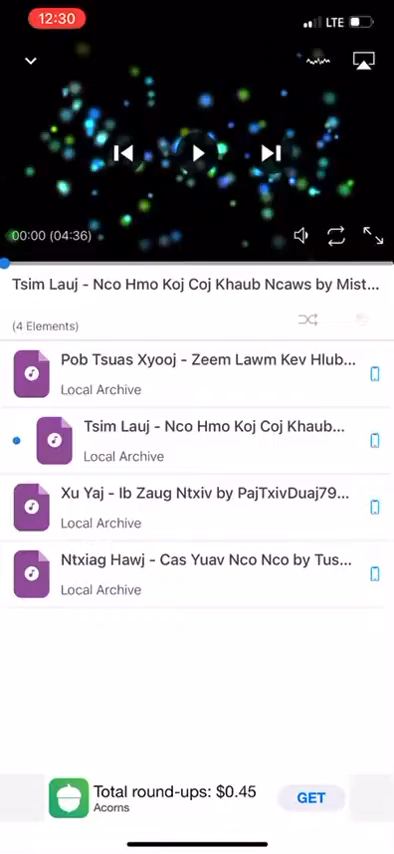 12:30
LTE
00:00 (04:36)
Tsim Lauj - Nco Hmo Koj Coj Khaub Ncaws by Mist...
(4 Elements)
Pob Tsuas Xyooj - Zeem Lawm Kev Hlub...
Local Archive
Tsim Lauj - Nco Hmo Koj Coj Khaub...
Local Archive
Xu Yaj - Ib Zaug Ntxiv by PajTxivDuaj79...
Local Archive
Ntxiag Hawj - Cas Yuav Nco Nco by Tus...
Local Archive
Total round-ups: $0.45
Acorns
GET